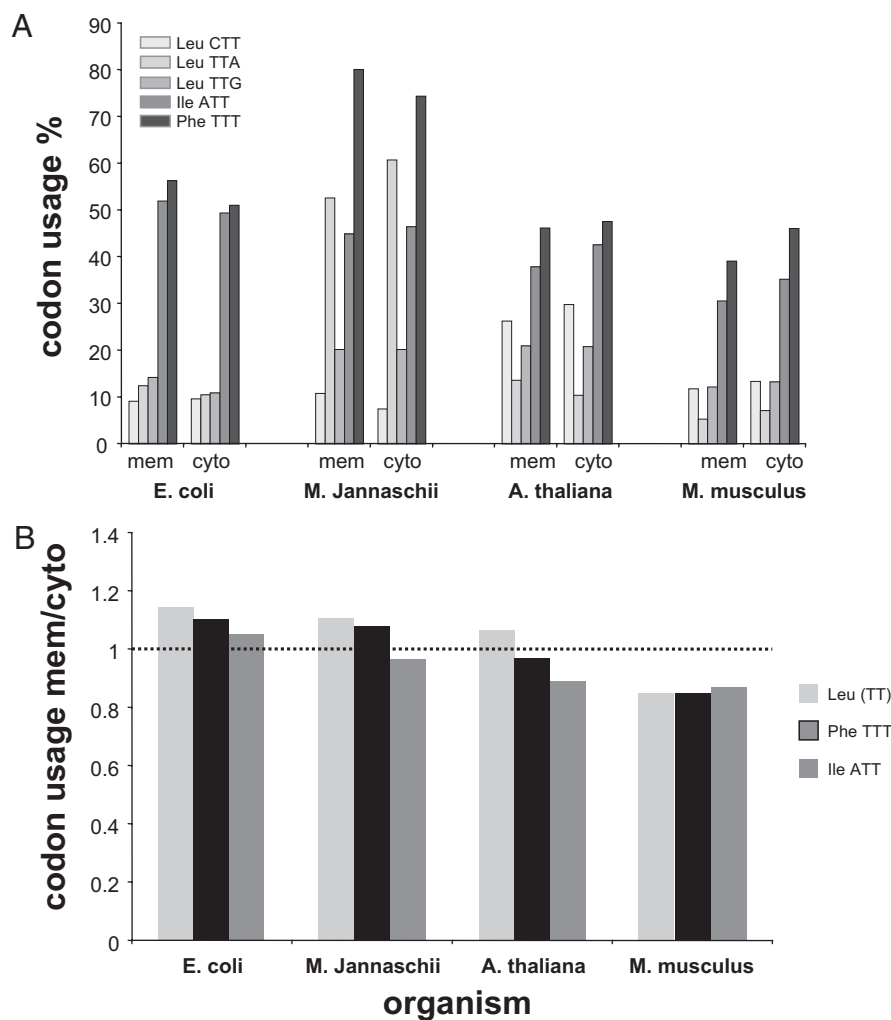 A
codon usage %
90
80
70
60
50
40
30
20
10
0
Leu CTT
Leu TTA
Leu TTG
Ile ATT
Phe TTT
mem cyto mem cyto mem cyto mem cyto
E. coli M. Jannaschii A. thaliana M. musculus
B
codon usage mem/cyto
1.4
1.2
1
0.8
0.6
0.4
0.2
0
Leu (TT)
Phe TTT
Ile ATT
E. coli M. Jannaschii A. thaliana M. musculus
organism